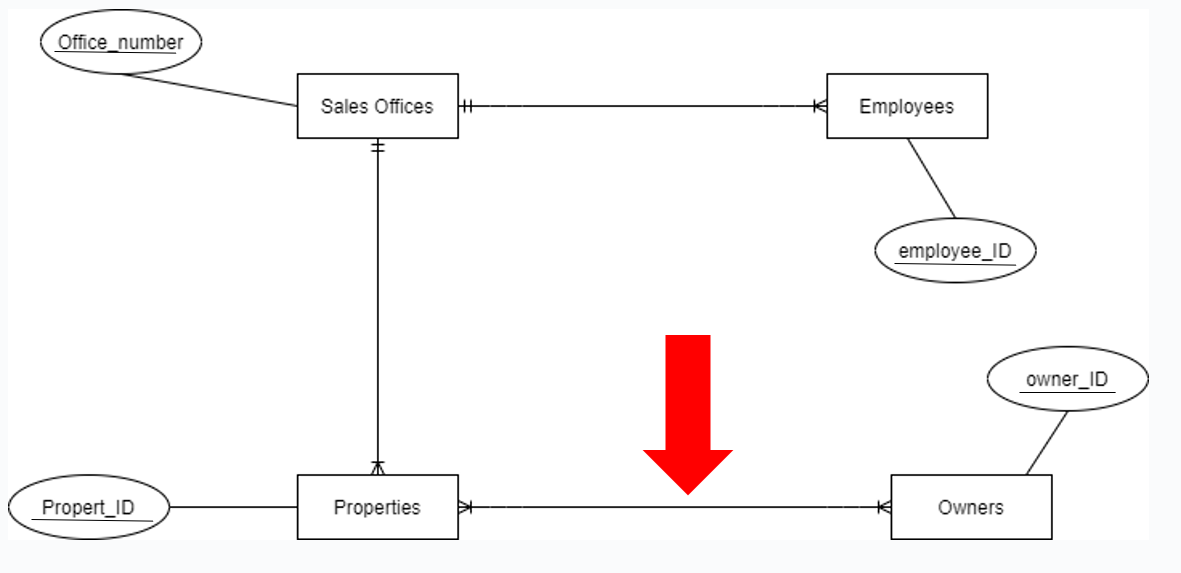 Office_number
Sales Offices
Employees
employee_ID
owner_ID
Propert_ID
Properties
Owners